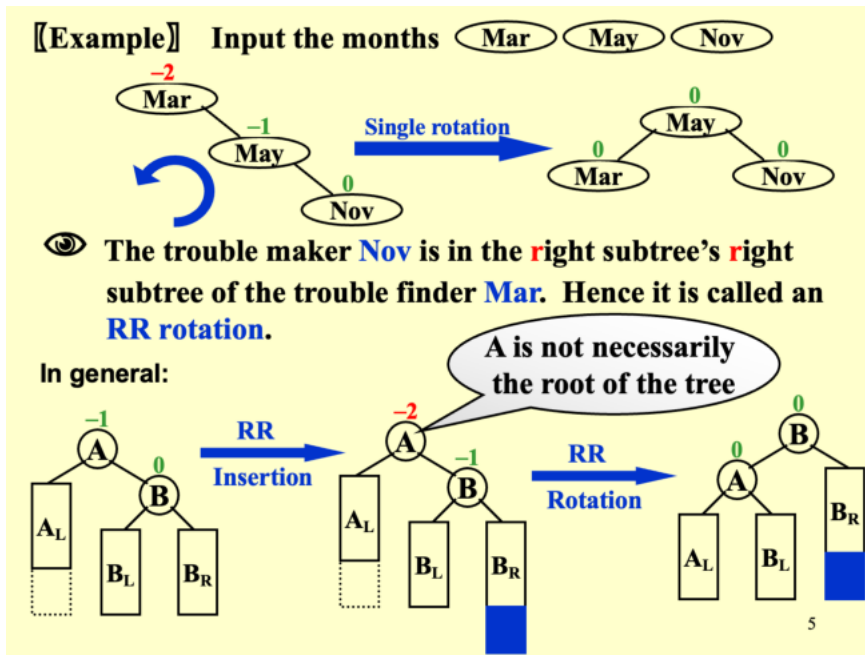 〖Example〗 Input the months Mar May Nov
–2
Mar
–1
May
0
Nov
Single rotation
0
May
0
Mar
0
Nov
The trouble maker Nov is in the right subtree's right
subtree of the trouble finder Mar. Hence it is called an
RR rotation.
A is not necessarily
the root of the tree
In general:
–1
A
0
B
AL
BL
BR
RR
Insertion
–2
A
–1
B
AL
BL
BR
RR
Rotation
0
B
0
A
BR
AL
BL
5